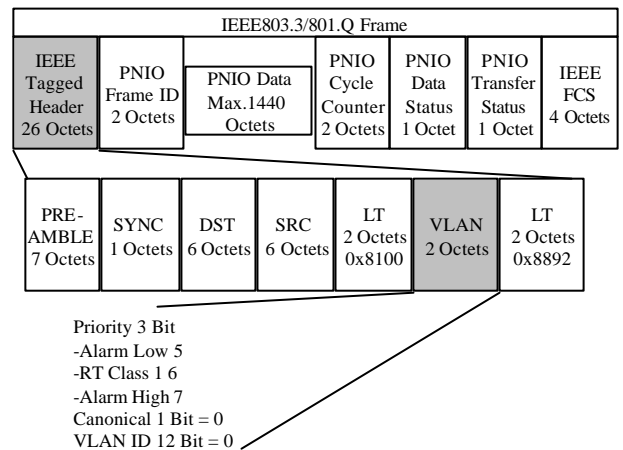 IEEE803.3/801.Q Frame
IEEE
Tagged
Header
26 Octets
PNIO
Frame ID
2 Octets
PNIO Data
Max.1440
Octets
PNIO
Cycle
Counter
2 Octets
PNIO
Data
Status
1 Octet
PNIO
Transfer
Status
1 Octet
IEEE
FCS
4 Octets
PRE-
AMBLE
7 Octets
SYNC
1 Octets
DST
6 Octets
SRC
6 Octets
LT
2 Octets
0x8100
VLAN
2 Octets
LT
2 Octets
0x8892
Priority 3 Bit
-Alarm Low 5
-RT Class 1 6
-Alarm High 7
Canonical 1 Bit = 0
VLAN ID 12 Bit = 0